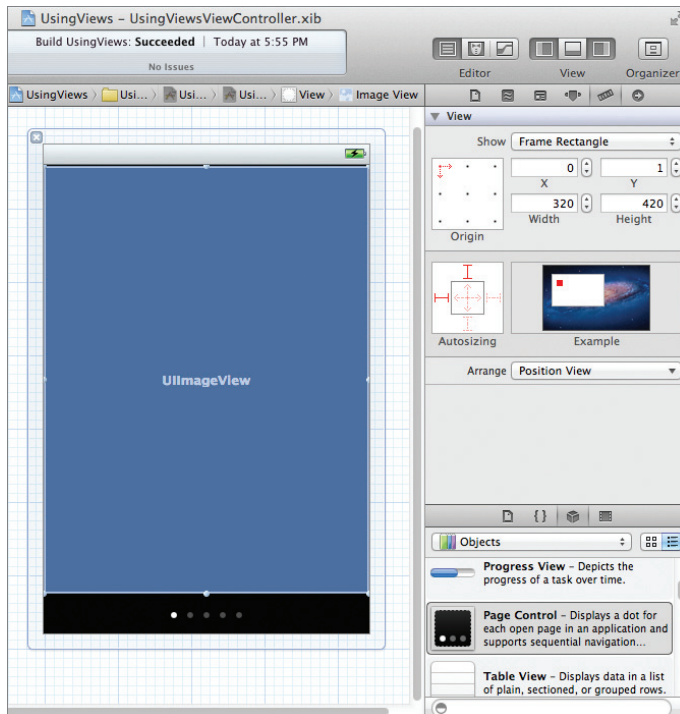 UsingViews – UsingViewsViewController.xib
Build UsingViews: Succeeded | Today at 5:55 PM
No Issues
Editor View Organizer
UsingViews Usi... Usi... Usi... View Image View
View
Show Frame Rectangle
0 1
X Y
320 420
Width Height
Origin
Autosizing Example
Arrange Position View
UIImageView
{}
Objects
Progress View – Depicts the
progress of a task over time.
Page Control – Displays a dot for
each open page in an application and
supports sequential navigation...
Table View – Displays data in a list
of plain, sectioned, or grouped rows.